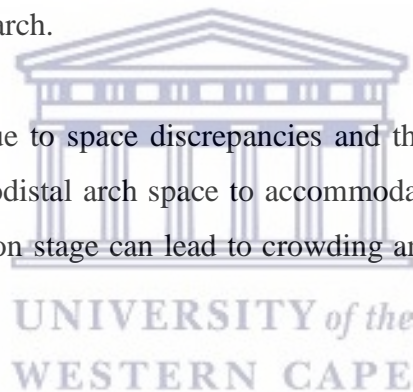 arch.
ue to space discrepancies and th
odistal arch space to accommoda
on stage can lead to crowding an
UNIVERSITY of the
WESTERN CAPE